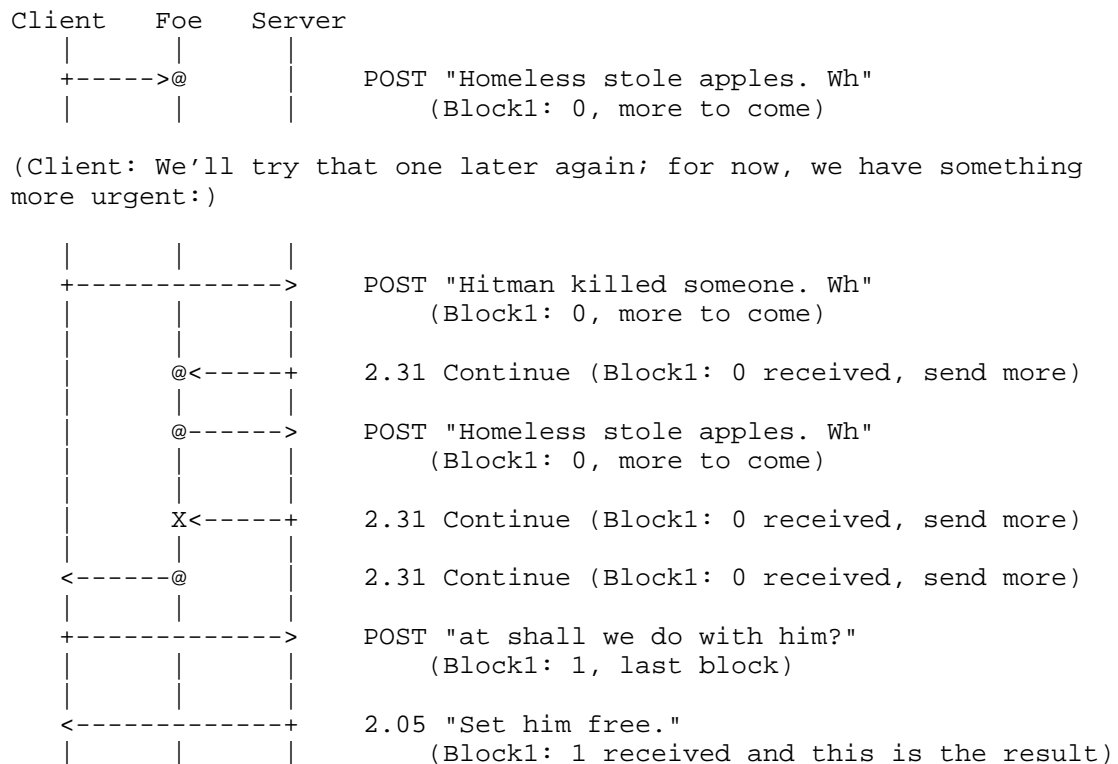 Client Foe Server
POST "Homeless stole apples. Wh"
(Block1: 0, more to come)
(Client: We'll try that one later again; for now, we have something
more urgent:)
POST "Hitman killed someone. Wh"
(Block1: 0, more to come)
2.31 Continue (Block1: 0 received, send more)
POST "Homeless stole apples. Wh"
(Block1: 0, more to come)
2.31 Continue (Block1: 0 received, send more)
2.31 Continue (Block1: 0 received, send more)
POST "at shall we do with him?"
(Block1: 1, last block)
2.05 "Set him free."
(Block1: 1 received and this is the result)